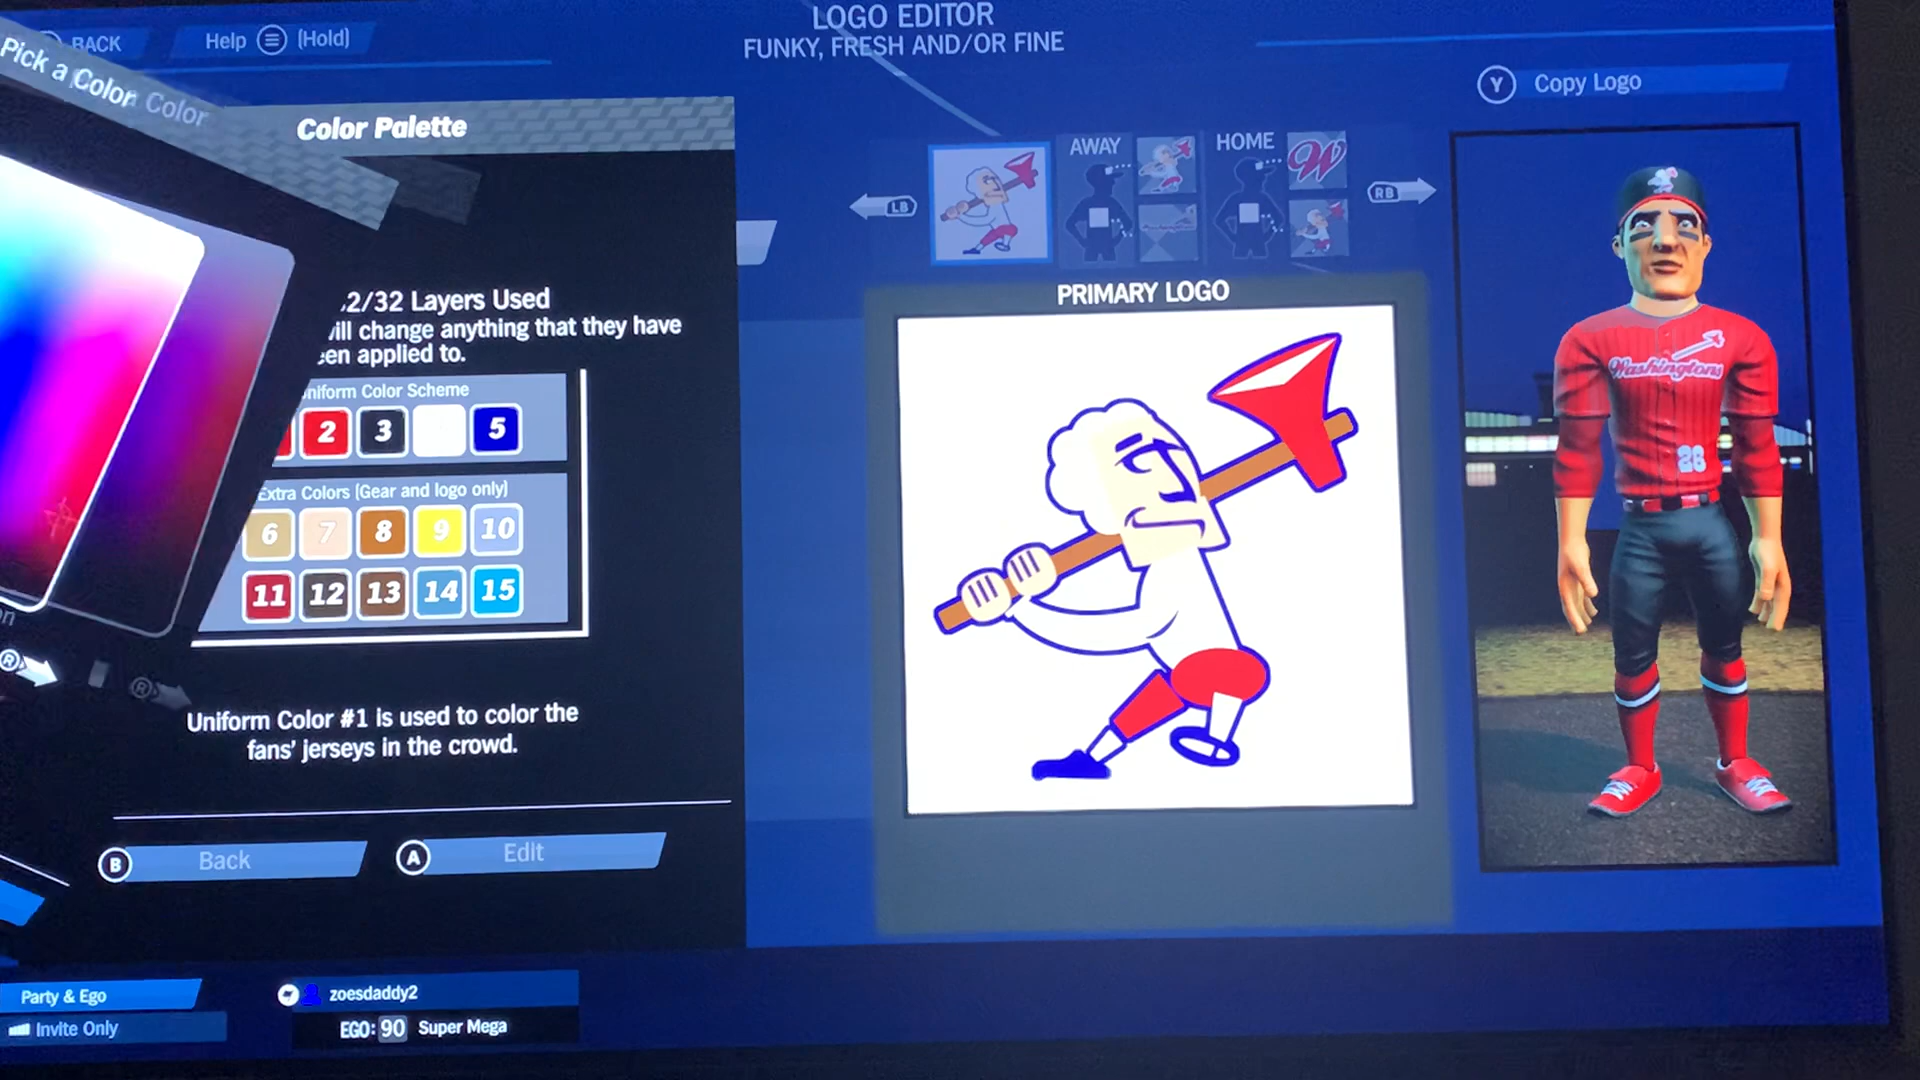 BACK
Help (Hold)
LOGO EDITOR
FUNKY, FRESH AND/OR FINE
Y Copy Logo
Pick a Color
Color
Color Palette
LB
AWAY
HOME
W
RB
2/32 Layers Used
will change anything that they have
een applied to.
PRIMARY LOGO
niform Color Scheme
2 3 5
Extra Colors (Gear and logo only)
6 7 8 9 10
11 12 13 14 15
Washingtons
28
R
R
Uniform Color #1 is used to color the
fans' jerseys in the crowd.
B Back
A Edit
Party & Ego
zoesdaddy2
Invite Only
EGO: 90 Super Mega